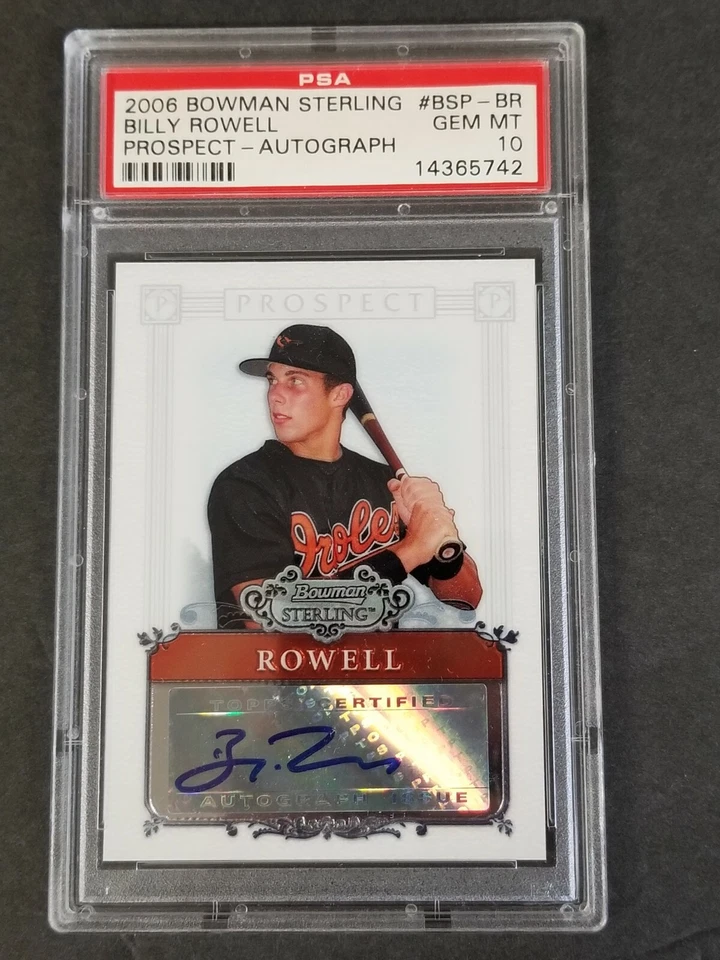 PSA
2006 BOWMAN STERLING #BSP-BR
BILLY ROWELL GEM MT
PROSPECT-AUTOGRAPH 10
14365742
P PROSPECT P
Orioles
Bowman
STERLING™
ROWELL
TOPPS CERTIFIED
AUTOGRAPH ISSUE